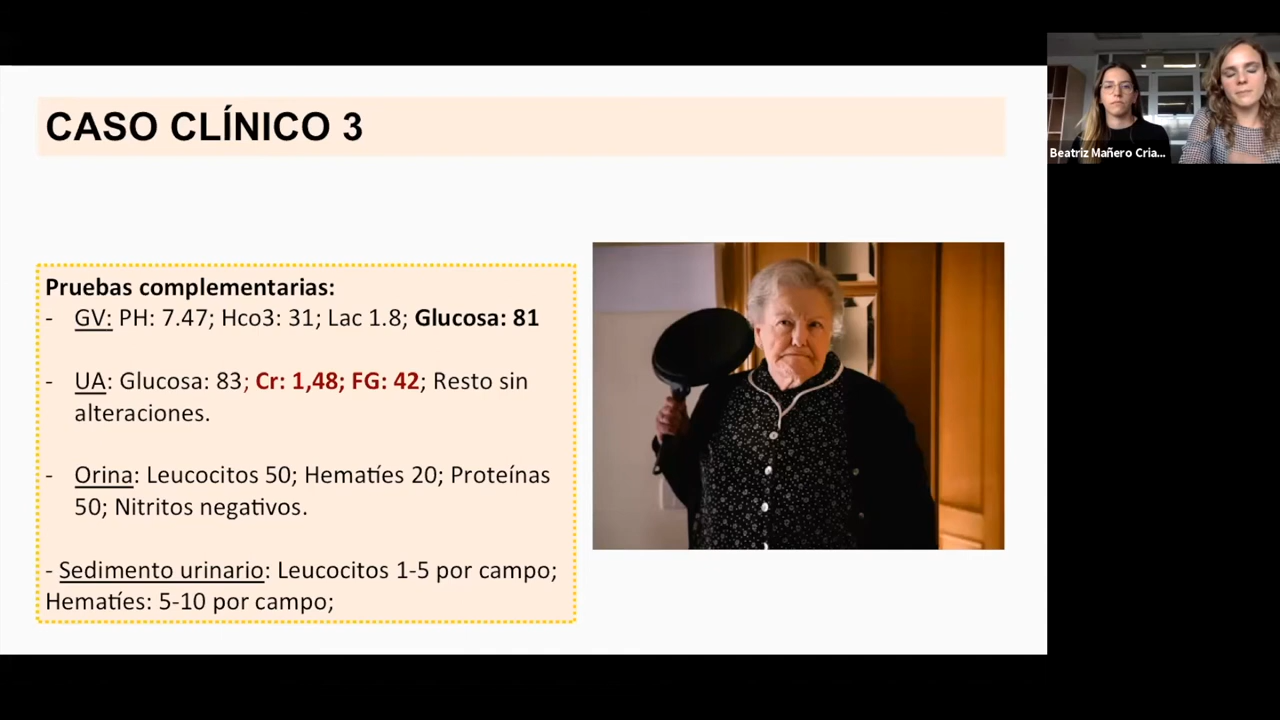 CASO CLÍNICO 3
Pruebas complementarias:
- GV: PH: 7.47; Hco3: 31; Lac 1.8; Glucosa: 81
- UA: Glucosa: 83; Cr: 1,48; FG: 42; Resto sin
alteraciones.
- Orina: Leucocitos 50; Hematíes 20; Proteínas
50; Nitritos negativos.
- Sedimento urinario: Leucocitos 1-5 por campo;
Hematíes: 5-10 por campo;
Beatriz Mañero Cria...